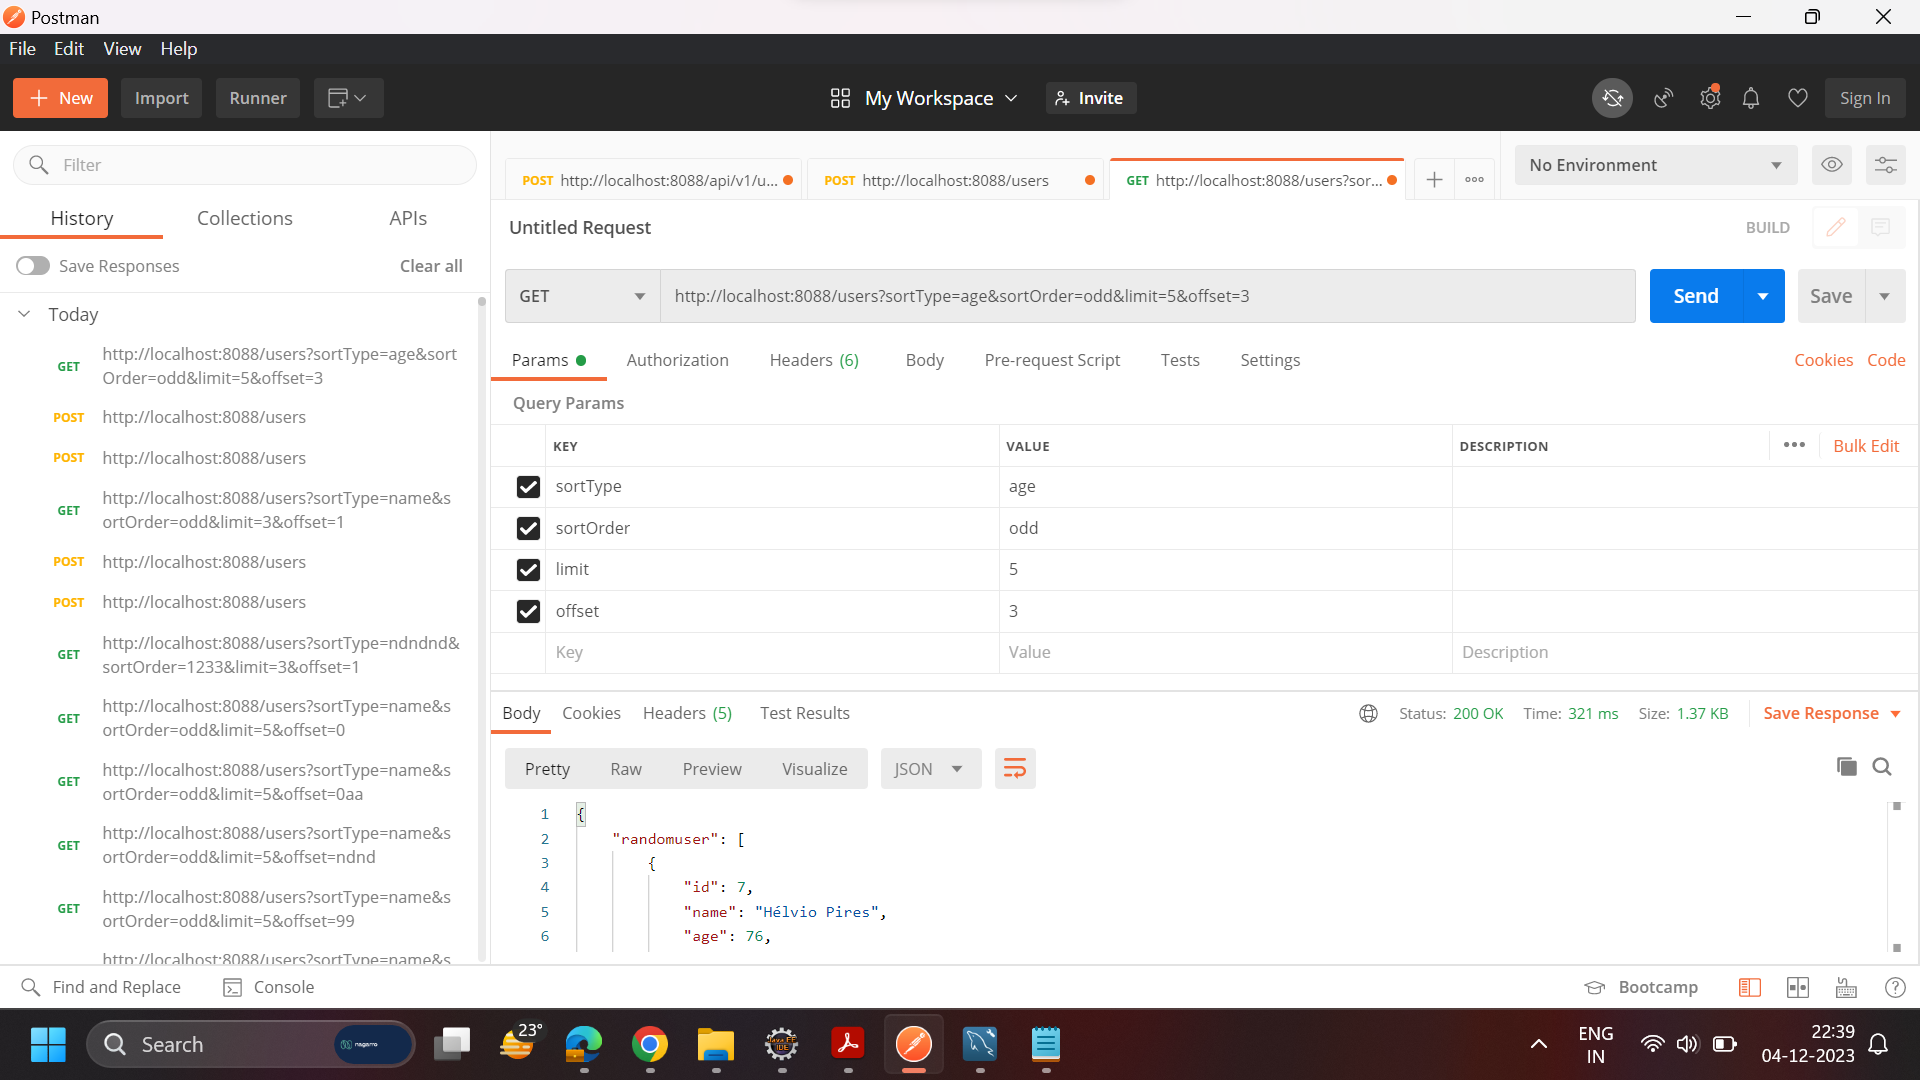 Postman
File Edit View Help
New Import Runner My Workspace Invite Sign In
Filter
History Collections APIs
Save Responses Clear all
Today
GET http://localhost:8088/users?sortType=age&sort
Order=odd&limit=5&offset=3
POST http://localhost:8088/users
POST http://localhost:8088/users
GET http://localhost:8088/users?sortType=name&s
ortOrder=odd&limit=3&offset=1
POST http://localhost:8088/users
POST http://localhost:8088/users
GET http://localhost:8088/users?sortType=ndndnd&
sortOrder=1233&limit=3&offset=1
GET http://localhost:8088/users?sortType=name&s
ortOrder=odd&limit=5&offset=0
GET http://localhost:8088/users?sortType=name&s
ortOrder=odd&limit=5&offset=0aa
GET http://localhost:8088/users?sortType=name&s
ortOrder=odd&limit=5&offset=ndnd
GET http://localhost:8088/users?sortType=name&s
ortOrder=odd&limit=5&offset=99
http://localhost:8088/users?sortType=name&s
POST http://localhost:8088/api/v1/u... POST http://localhost:8088/users GET http://localhost:8088/users?sor... No Environment
Untitled Request BUILD
GET http://localhost:8088/users?sortType=age&sortOrder=odd&limit=5&offset=3 Send Save
Params Authorization Headers (6) Body Pre-request Script Tests Settings Cookies Code
Query Params
KEY VALUE DESCRIPTION Bulk Edit
sortType age
sortOrder odd
limit 5
offset 3
Key Value Description
Body Cookies Headers (5) Test Results Status: 200 OK Time: 321 ms Size: 1.37 KB Save Response
Pretty Raw Preview Visualize JSON
1 {
2 "randomuser": [
3 {
4 "id": 7,
5 "name": "Hélvio Pires",
6 "age": 76,
Find and Replace Console Bootcamp
Search nagarro 23° Java EE IDE ENG IN 22:39
04-12-2023